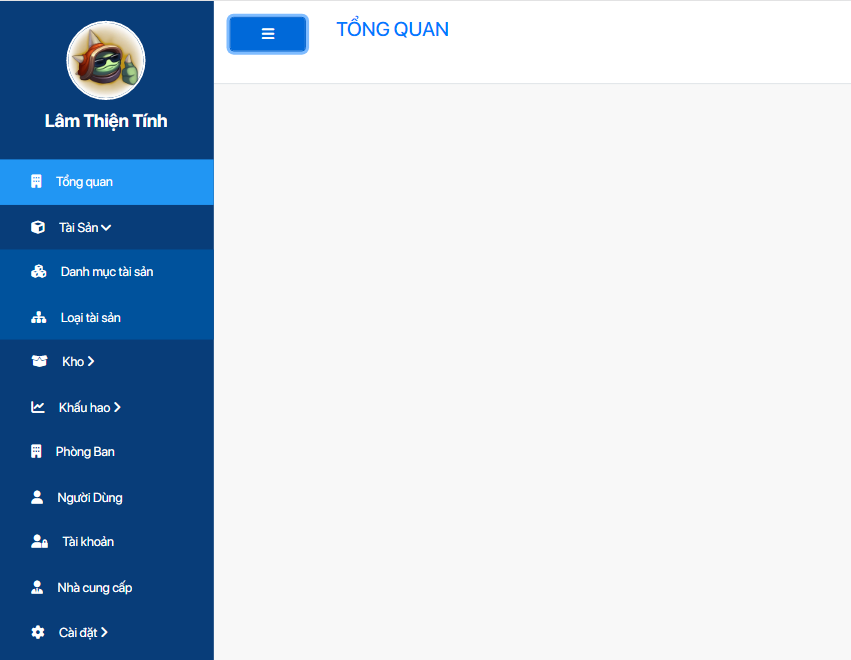 TỔNG QUAN
Lâm Thiện Tính
Tổng quan
Tài Sản
Danh mục tài sản
Loại tài sản
Kho
Khấu hao
Phòng Ban
Người Dùng
Tài khoản
Nhà cung cấp
Cài đặt